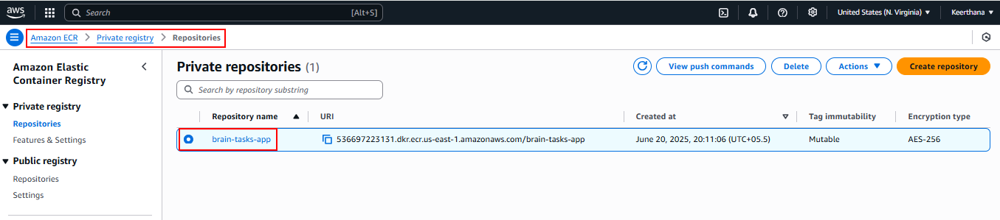 aws Search [Alt+S] United States (N. Virginia) Keerthana
Amazon ECR Private registry Repositories
Amazon Elastic
Container Registry
Private registry
Repositories
Features & Settings
Public registry
Repositories
Settings
Private repositories (1)
View push commands Delete Actions Create repository
Search by repository substring
Repository name URI Created at Tag immutability Encryption type
brain-tasks-app 536697223131.dkr.ecr.us-east-1.amazonaws.com/brain-tasks-app June 20, 2025, 20:11:06 (UTC+05.5) Mutable AES-256